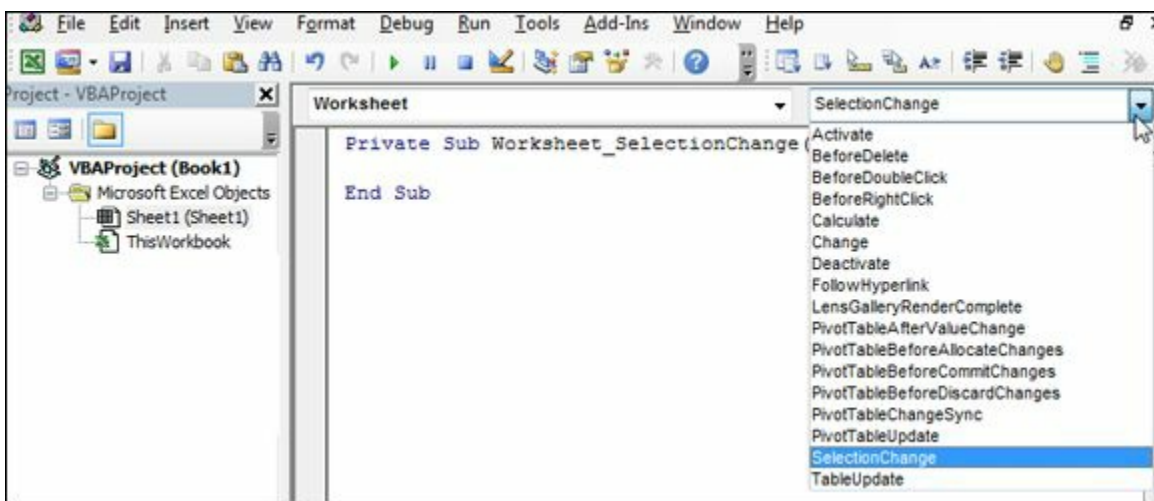 File Edit Insert View Format Debug Run Tools Add-Ins Window Help
Project - VBAProject
VBAProject (Book1)
Microsoft Excel Objects
Sheet1 (Sheet1)
ThisWorkbook
Worksheet
SelectionChange
Private Sub Worksheet_SelectionChange(
End Sub
Activate
BeforeDelete
BeforeDoubleClick
BeforeRightClick
Calculate
Change
Deactivate
FollowHyperlink
LensGalleryRenderComplete
PivotTableAfterValueChange
PivotTableBeforeAllocateChanges
PivotTableBeforeCommitChanges
PivotTableBeforeDiscardChanges
PivotTableChangeSync
PivotTableUpdate
SelectionChange
TableUpdate